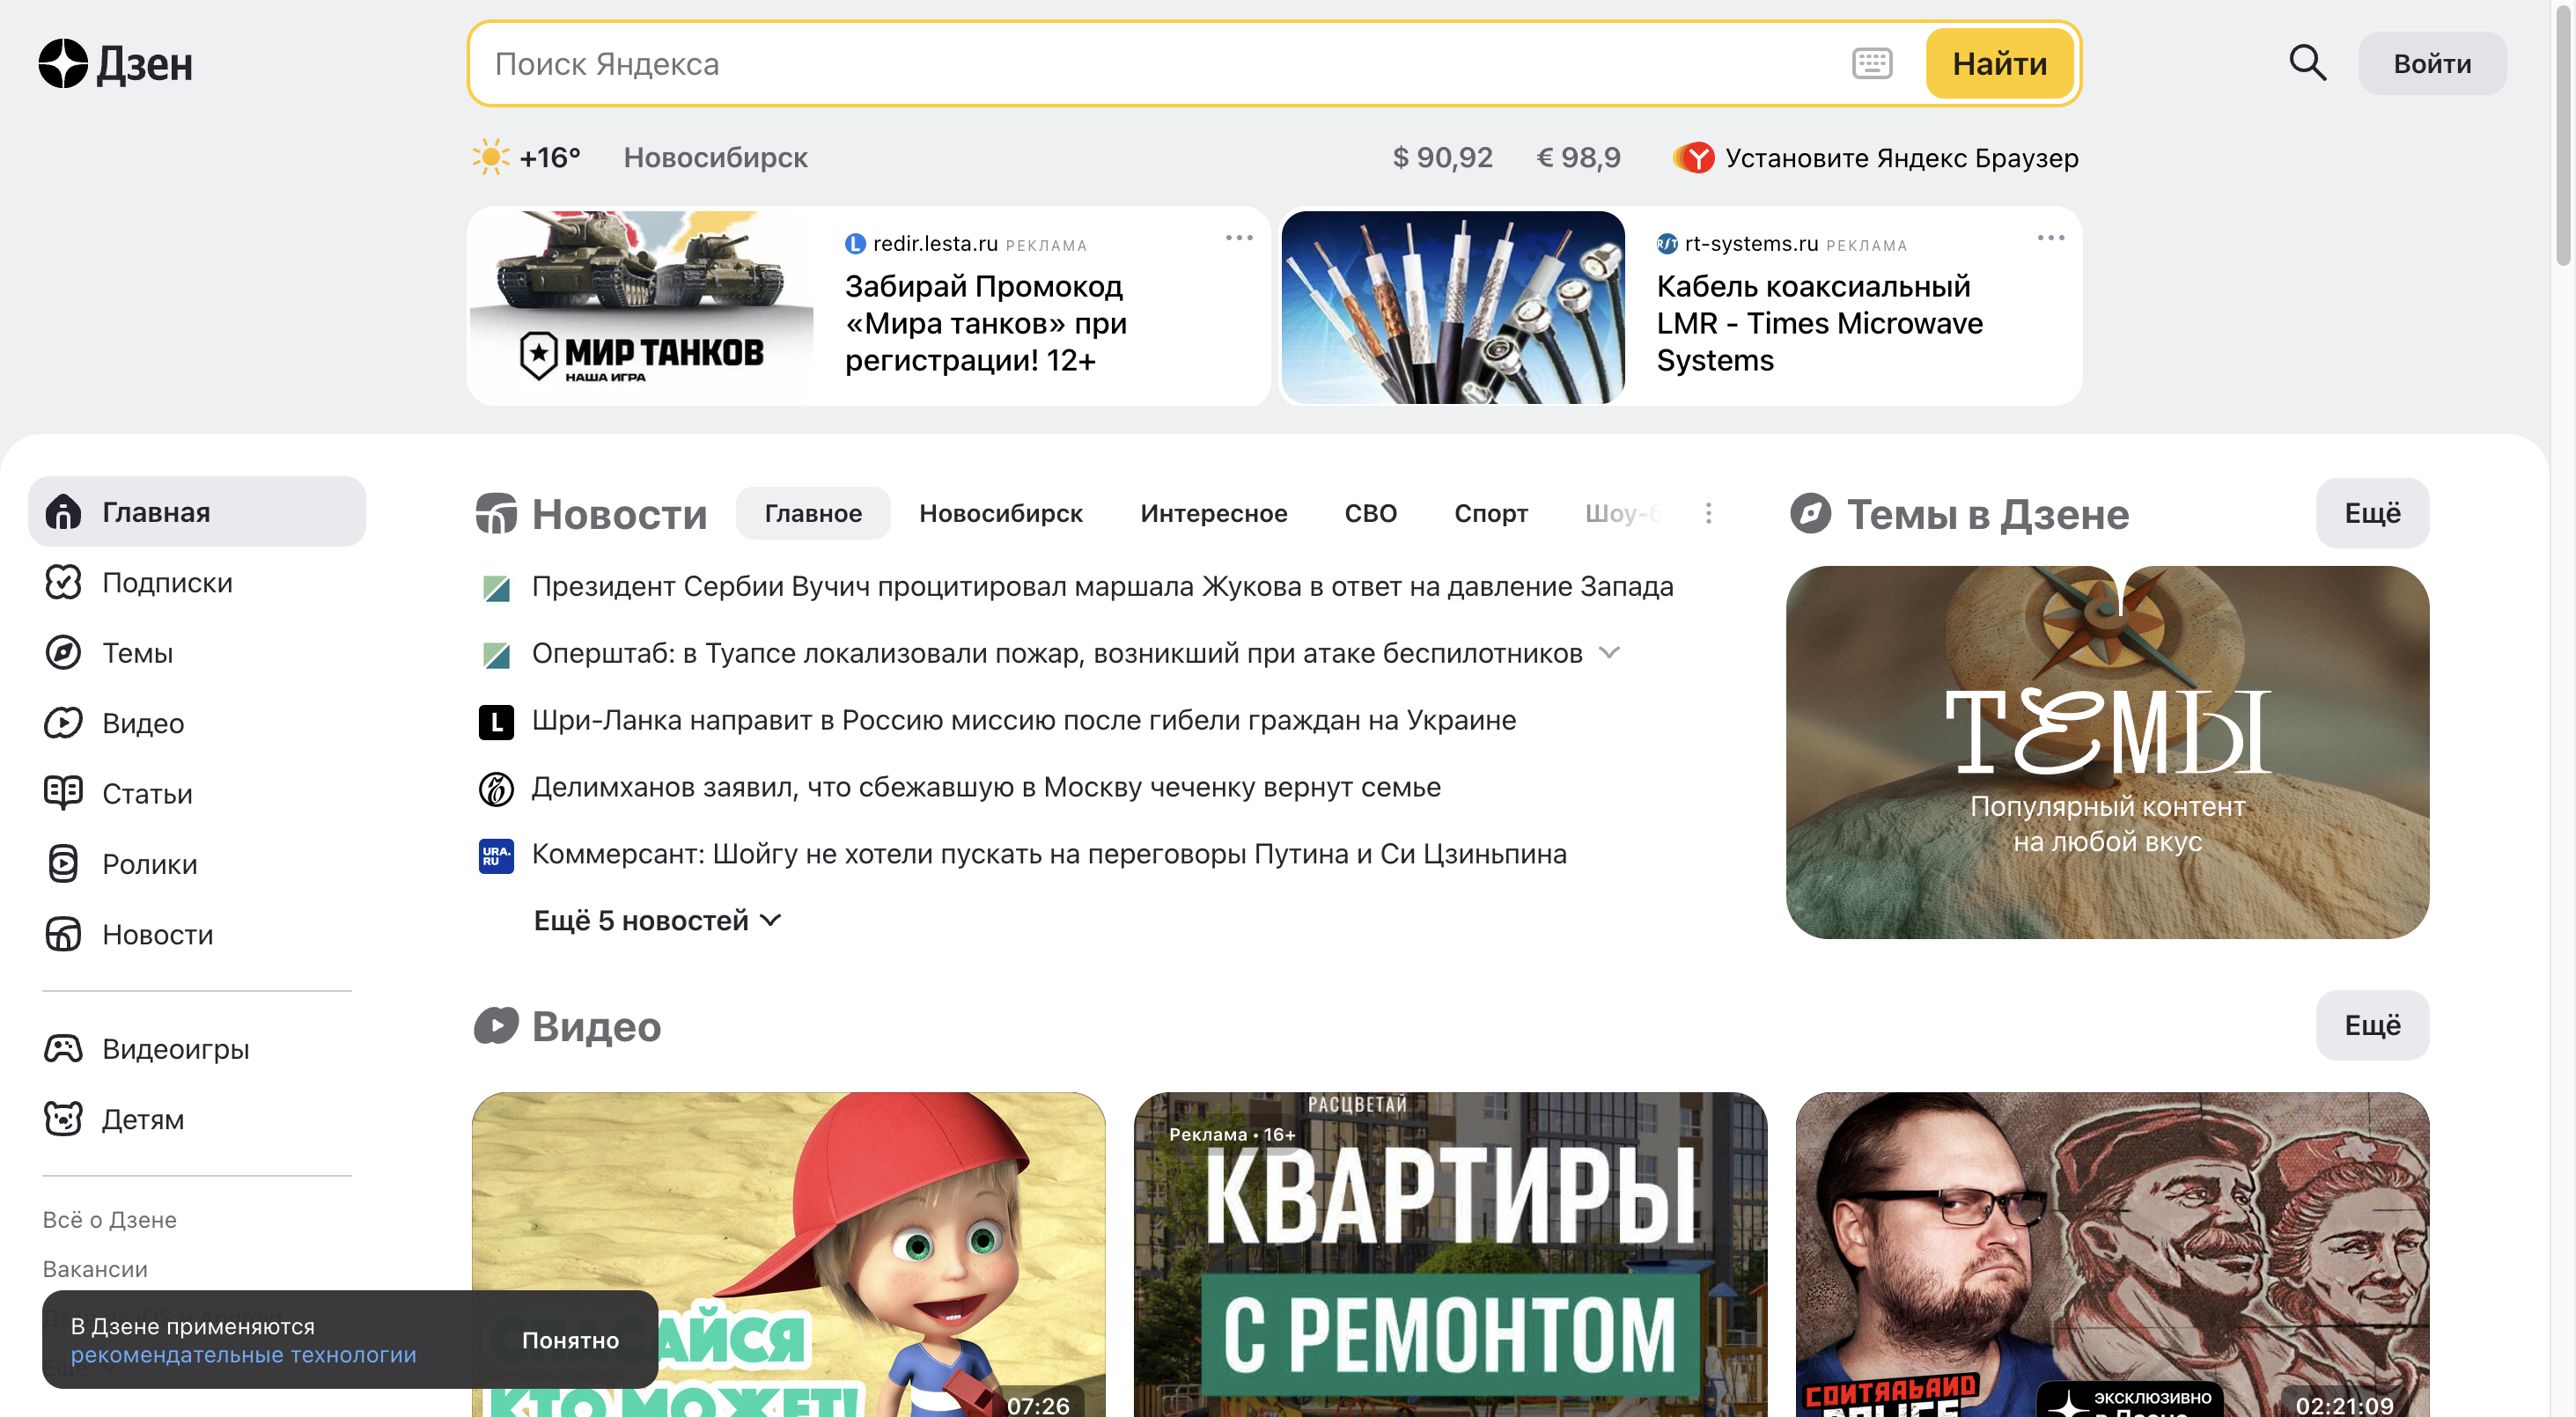 Дзен
Поиск Яндекса
Найти
Войти
+16°
Новосибирск
$ 90,92
€ 98,9
Установите Яндекс Браузер
МИР ТАНКОВ
НАША ИГРА
redir.lesta.ru РЕКЛАМА
Забирай Промокод
«Мира танков» при
регистрации! 12+
rt-systems.ru РЕКЛАМА
Кабель коаксиальный
LMR - Times Microwave
Systems
Главная
Подписки
Темы
Видео
Статьи
Ролики
Новости
Видеоигры
Детям
Всё о Дзене
Вакансии
В Дзене применяются
рекомендательные технологии
Понятно
Новости
Главное
Новосибирск
Интересное
СВО
Спорт
Президент Сербии Вучич процитировал маршала Жукова в ответ на давление Запада
Оперштаб: в Туапсе локализовали пожар, возникший при атаке беспилотников
L
Шри-Ланка направит в Россию миссию после гибели граждан на Украине
Делимханов заявил, что сбежавшую в Москву чеченку вернут семье
URA.
RU
Коммерсант: Шойгу не хотели пускать на переговоры Путина и Си Цзиньпина
Ещё 5 новостей
Темы в Дзене
Ещё
ТЕМЫ
Популярный контент
на любой вкус
Видео
Ещё
КТО МОЖЕТ!
07:26
РАСЦВЕТАЙ
Реклама • 16+
КВАРТИРЫ
С РЕМОНТОМ
CONTRABAND
POLICE
ЭКСКЛЮЗИВНО
в Дзене
02:21:09